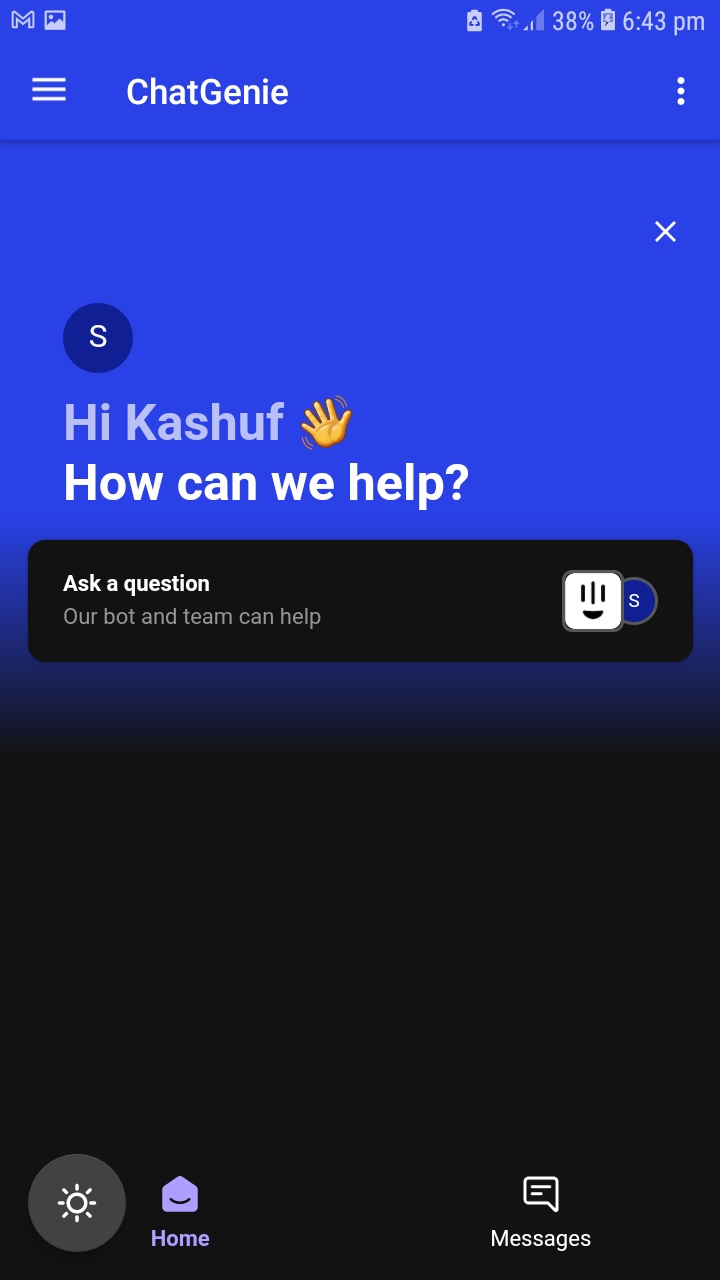 38% 6:43 pm
ChatGenie
S
Hi Kashuf 👋
How can we help?
Ask a question
Our bot and team can help
S
Home
Messages